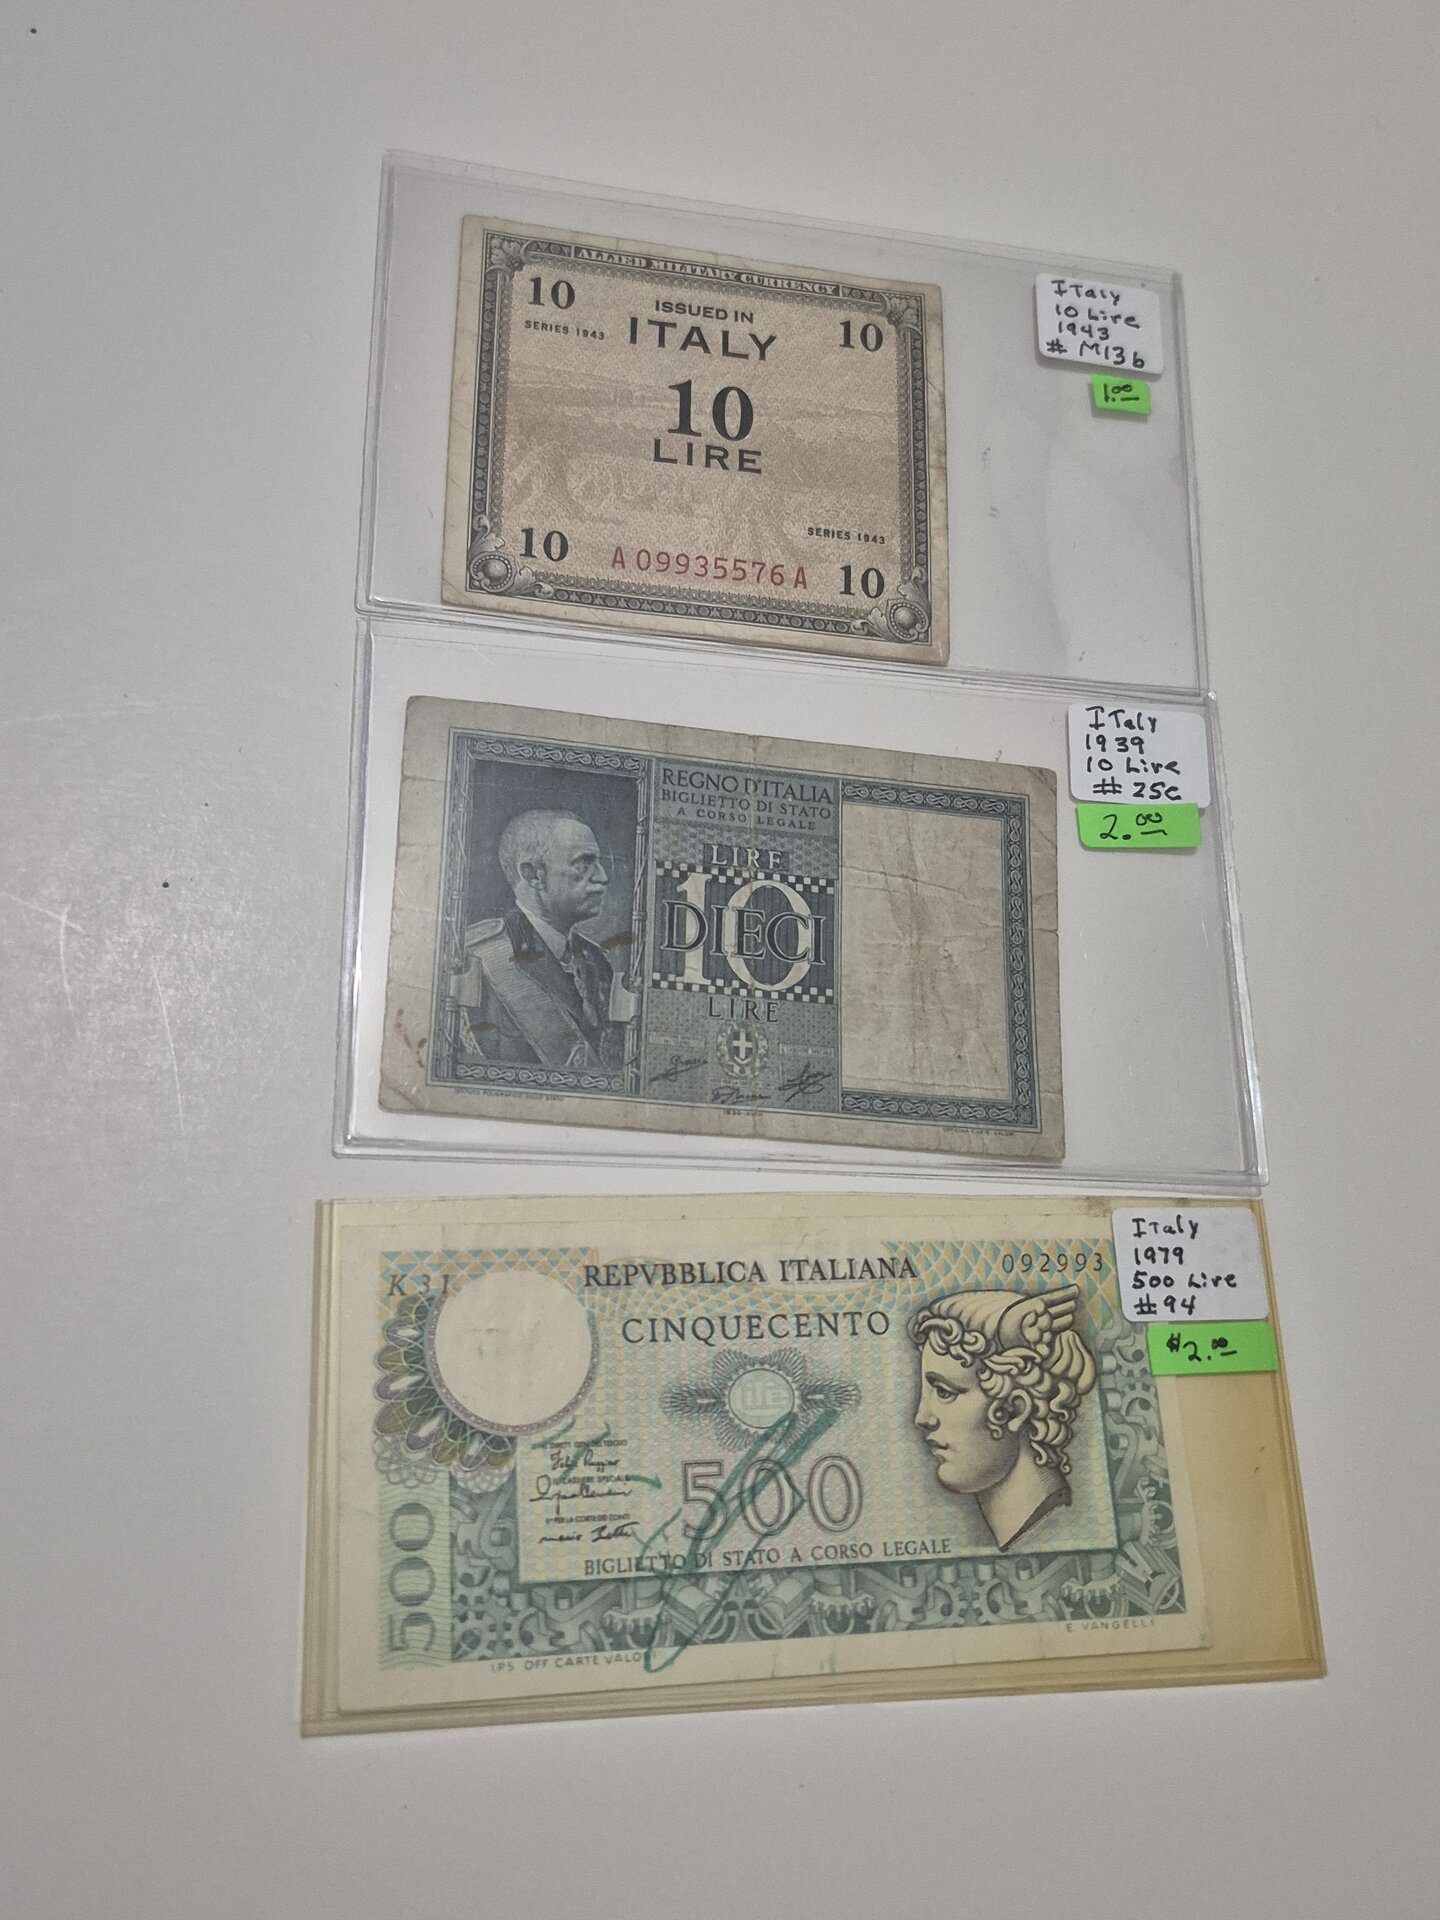 ALLIED MILITARY CURRENCY
10
ISSUED IN
10
SERIES 1943
ITALY
10
LIRE
SERIES 1943
10
A 09935576 A
10
ITaly
10 Lire
1943
# M13b
1.00
REGNO D'ITALIA
BIGLIETTO DI STATO
A CORSO LEGALE
LIRE
10
DIECI
LIRE
ITaly
1939
10 Lire
# 25c
2.00
K 31
REPVBBLICA ITALIANA
092993
CINQUECENTO
LIRE
500
BIGLIETTO DI STATO A CORSO LEGALE
500
I.P.S. OFF. CARTE VALORI
E. VANGELLI
ITaly
1979
500 Lire
#94
$2.00